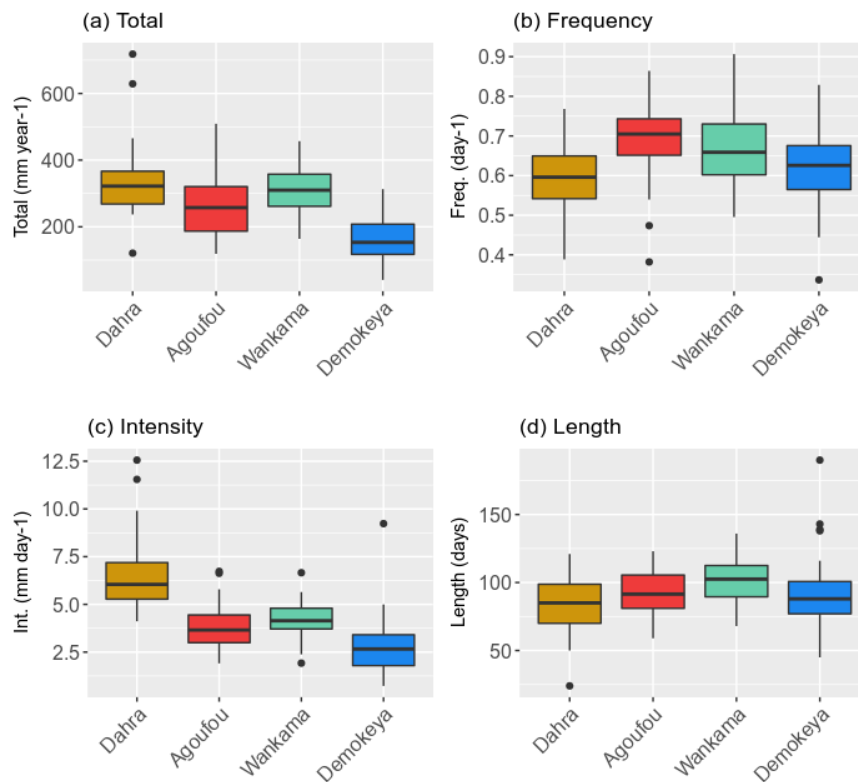 (a) Total
Total (mm year-1)
600
400
200
Dahra
Agoufou
Wankama
Demokeya
(b) Frequency
Freq. (day-1)
0.9
0.8
0.7
0.6
0.5
0.4
Dahra
Agoufou
Wankama
Demokeya
(c) Intensity
Int. (mm day-1)
12.5
10.0
7.5
5.0
2.5
Dahra
Agoufou
Wankama
Demokeya
(d) Length
Length (days)
150
100
50
Dahra
Agoufou
Wankama
Demokeya